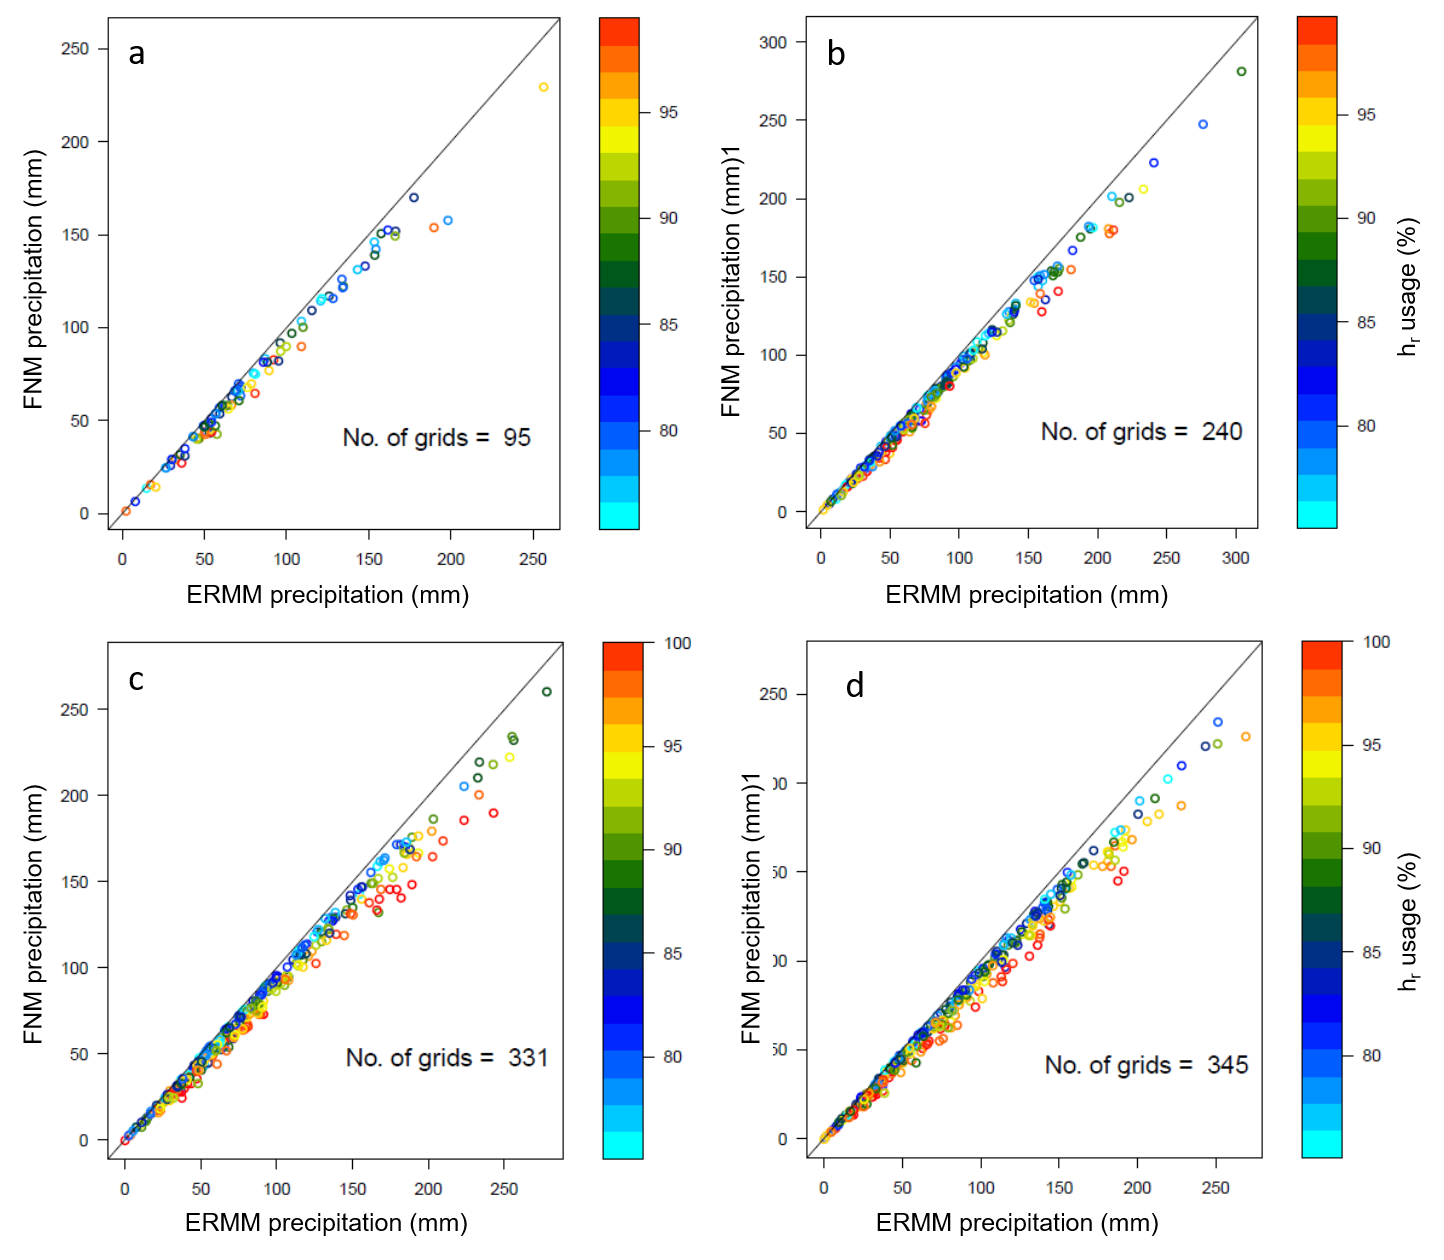 a
250
200
150
100
50
0
FNM precipitation (mm)
No. of grids = 95
0 50 100 150 200 250
ERMM precipitation (mm)
95
90
85
80
b
300
250
200
150
100
50
0
FNM precipitation (mm)1
No. of grids = 240
0 50 100 150 200 250 300
ERMM precipitation (mm)
95
90
85
80
hr usage (%)
c
250
200
150
100
50
0
FNM precipitation (mm)
No. of grids = 331
0 50 100 150 200 250
ERMM precipitation (mm)
100
95
90
85
80
d
250
00
50
00
50
0
FNM precipitation (mm)1
No. of grids = 345
0 50 100 150 200 250
ERMM precipitation (mm)
100
95
90
85
80
hr usage (%)